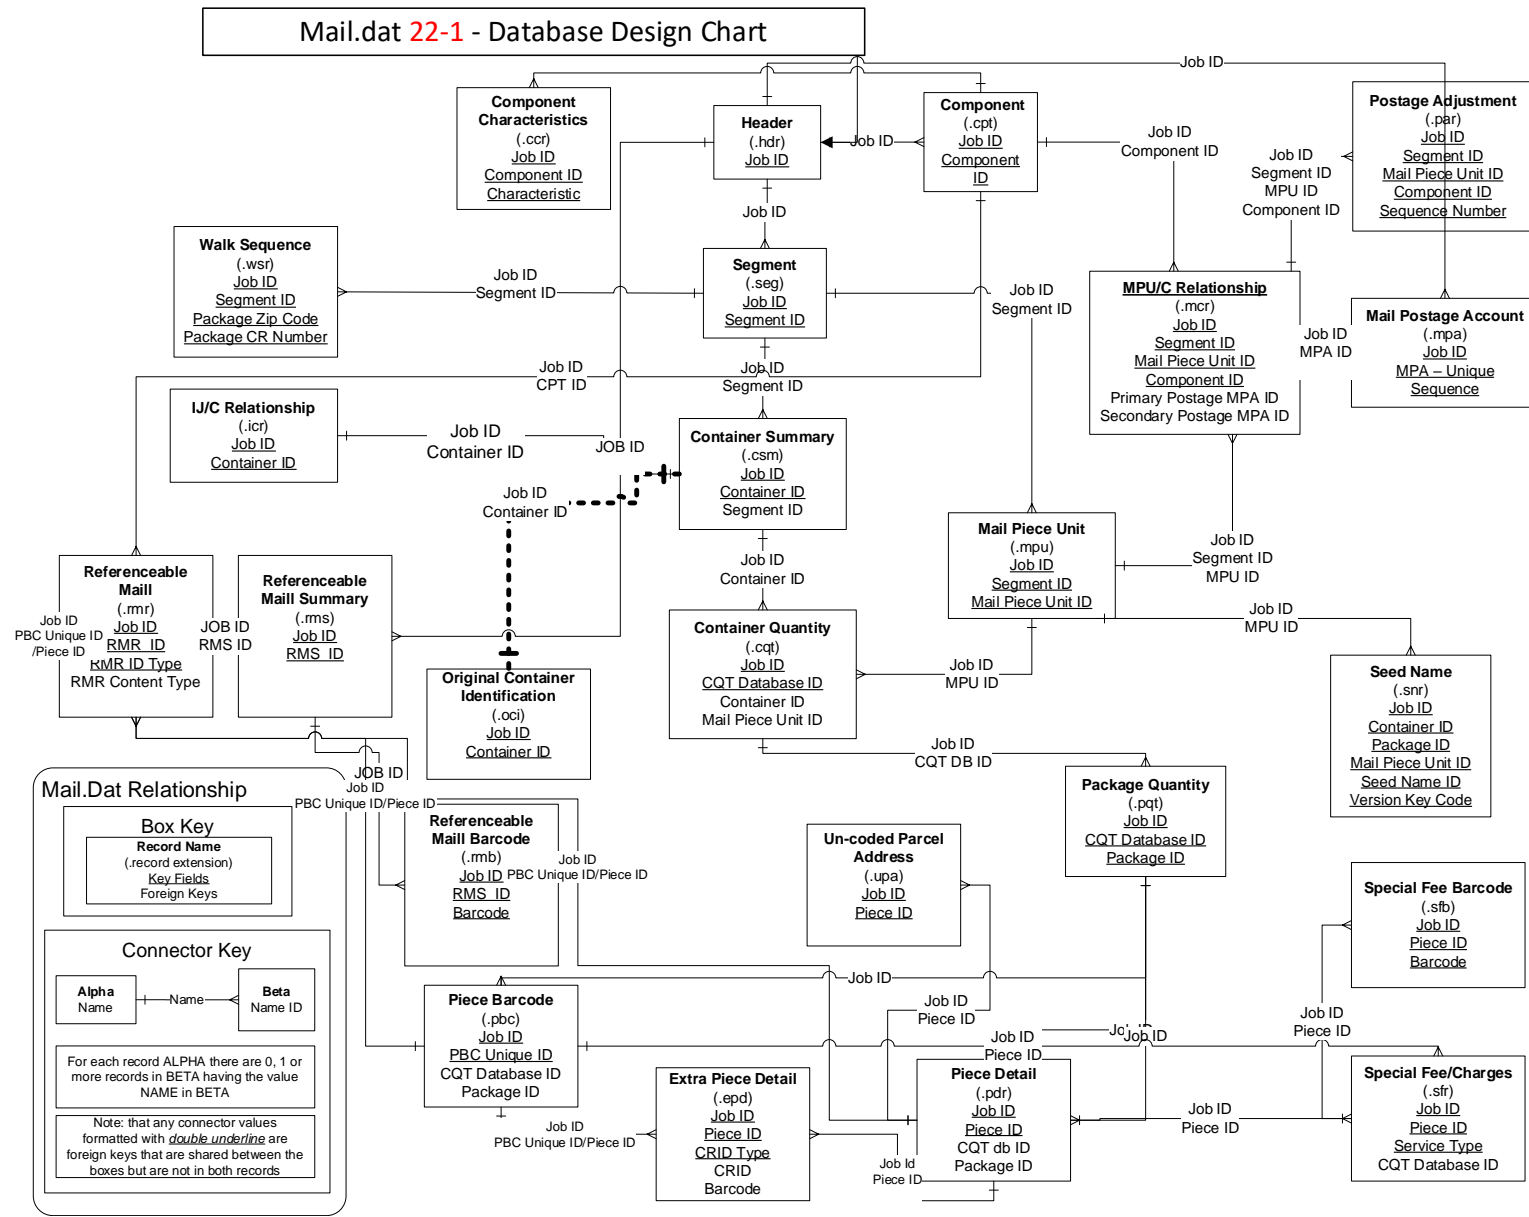 Mail.dat 22-1 - Database Design Chart
Job ID
Component
Characteristics
(.ccr)
Job ID
Component ID
Characteristic
Header
(.hdr)
Job ID
Job ID
Component
(.cpt)
Job ID
Component
ID
Job ID
Component ID
Postage Adjustment
(.par)
Job ID
Segment ID
Mail Piece Unit ID
Component ID
Sequence Number
Job ID
Segment ID
MPU ID
Component ID
Job ID
Walk Sequence
(.wsr)
Job ID
Segment ID
Package Zip Code
Package CR Number
Job ID
Segment ID
Segment
(.seg)
Job ID
Segment ID
Job ID
Segment ID
MPU/C Relationship
(.mcr)
Job ID
Segment ID
Mail Piece Unit ID
Component ID
Primary Postage MPA ID
Secondary Postage MPA ID
Job ID
MPA ID
Mail Postage Account
(.mpa)
Job ID
MPA – Unique
Sequence
Job ID
CPT ID
Job ID
Segment ID
IJ/C Relationship
(.icr)
Job ID
Container ID
Job ID
Container ID
JOB ID
Container Summary
(.csm)
Job ID
Container ID
Segment ID
Job ID
Container ID
Job ID
Container ID
Mail Piece Unit
(.mpu)
Job ID
Segment ID
Mail Piece Unit ID
Job ID
Segment ID
MPU ID
Job ID
MPU ID
Referenceable
Maill
(.rmr)
Job ID
RMR  ID
RMR ID Type
RMR Content Type
Job ID
PBC Unique ID
/Piece ID
JOB ID
RMS  ID
Referenceable
Maill Summary
(.rms)
Job ID
RMS  ID
Original Container
Identification
(.oci)
Job ID
Container ID
Container Quantity
(.cqt)
Job ID
CQT Database ID
Container ID
Mail Piece Unit ID
Job ID
MPU ID
Seed Name
(.snr)
Job ID
Container ID
Package ID
Mail Piece Unit ID
Seed Name ID
Version Key Code
Job ID
CQT DB ID
Package Quantity
(.pqt)
Job ID
CQT Database ID
Package ID
JOB ID
Job ID
PBC Unique ID/Piece ID
Referenceable
Maill Barcode
(.rmb)
Job ID
RMS  ID
Barcode
Job ID
PBC Unique ID/Piece ID
Un-coded Parcel
Address
(.upa)
Job ID
Piece ID
Special Fee Barcode
(.sfb)
Job ID
Piece ID
Barcode
Job ID
Piece Barcode
(.pbc)
Job ID
PBC Unique ID
CQT Database ID
Package ID
Job ID
Piece ID
Job ID
Piece ID
Job ID
Job ID
Job ID
Piece ID
Extra Piece Detail
(.epd)
Job ID
Piece ID
CRID Type
CRID
Barcode
Job ID
PBC Unique ID/Piece ID
Job Id
Piece ID
Piece Detail
(.pdr)
Job ID
Piece ID
CQT db ID
Package ID
Job ID
Piece ID
Special Fee/Charges
(.sfr)
Job ID
Piece ID
Service Type
CQT Database ID
Mail.Dat Relationship
Box Key
Record Name
(.record extension)
Key Fields
Foreign Keys
Connector Key
Alpha
Name
Name
Beta
Name ID
For each record ALPHA there are 0, 1 or
more records in BETA having the value
NAME in BETA
Note: that any connector values
formatted with double underline are
foreign keys that are shared between the
boxes but are not in both records